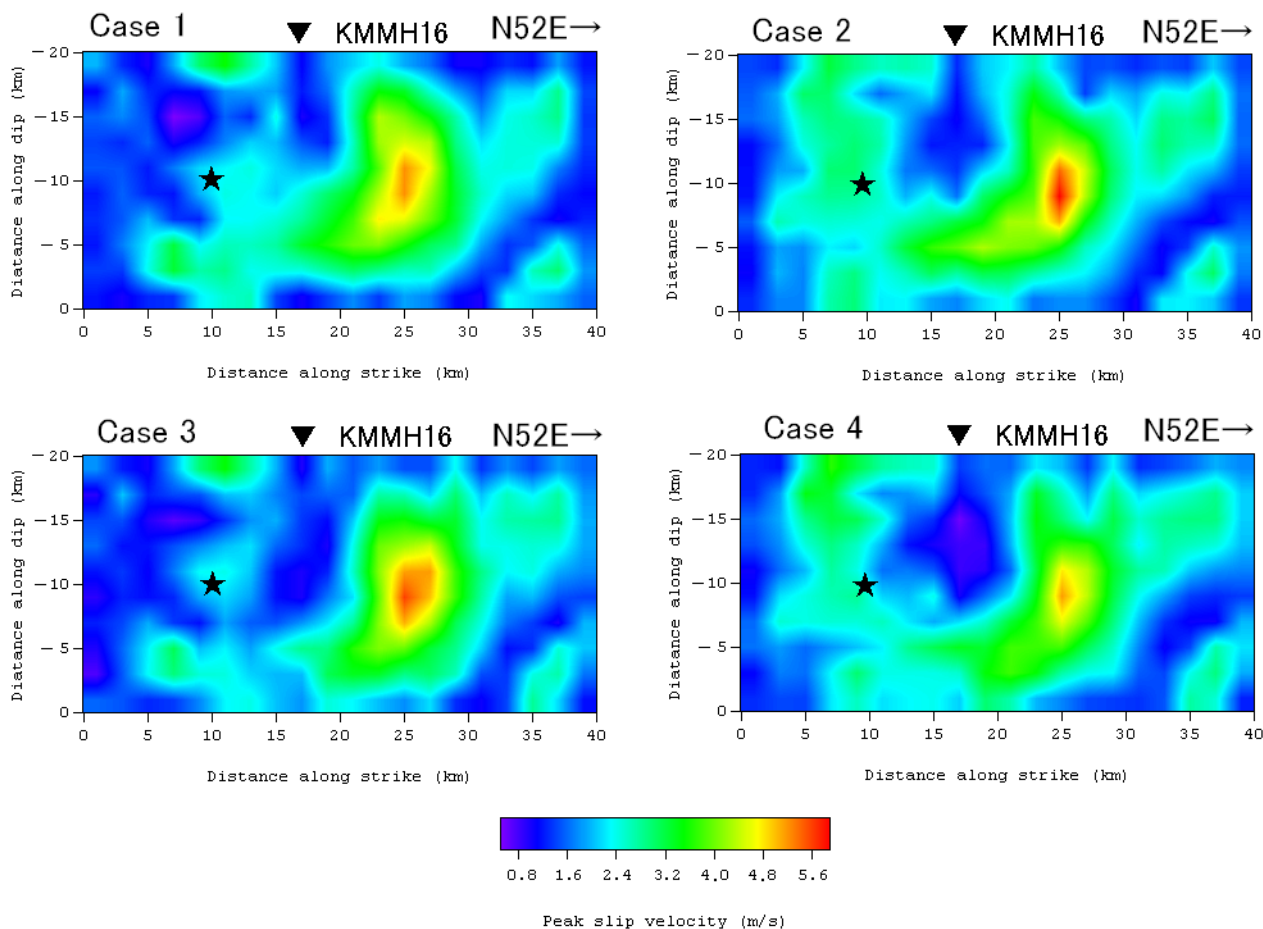 Case 1 ▼ KMMH16 N52E→
Diatance along dip (km)
−20
−15
−10
− 5
0
0 5 10 15 20 25 30 35 40
Distance along strike (km)
Case 2 ▼ KMMH16 N52E→
Diatance along dip (km)
−20
−15
−10
− 5
0
0 5 10 15 20 25 30 35 40
Distance along strike (km)
Case 3 ▼ KMMH16 N52E→
Diatance along dip (km)
−20
−15
−10
− 5
0
0 5 10 15 20 25 30 35 40
Distance along strike (km)
Case 4 ▼ KMMH16 N52E→
Diatance along dip (km)
−20
−15
−10
− 5
0
0 5 10 15 20 25 30 35 40
Distance along strike (km)
0.8 1.6 2.4 3.2 4.0 4.8 5.6
Peak slip velocity (m/s)